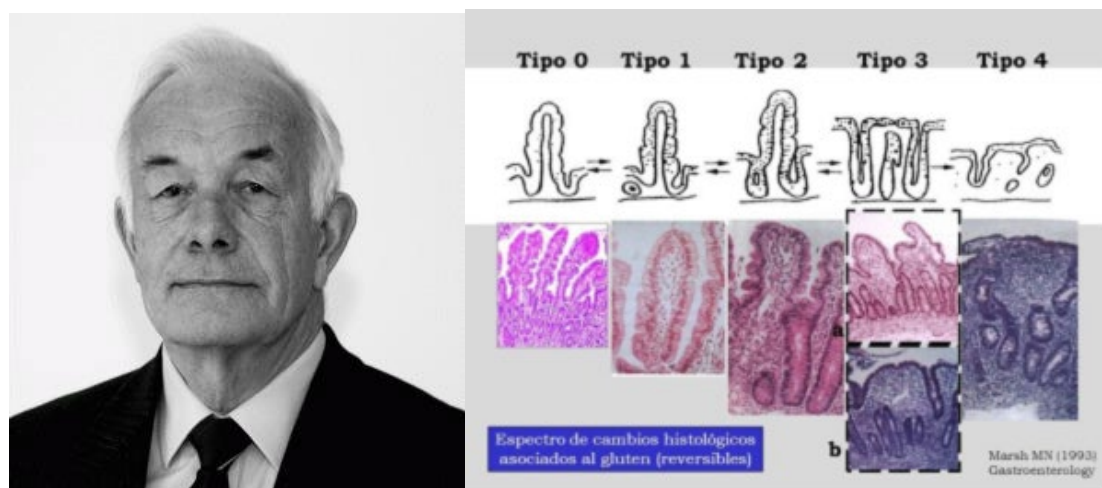 Tipo 0 Tipo 1 Tipo 2 Tipo 3 Tipo 4
a
b
Espectro de cambios histológicos
asociados al gluten (reversibles)
Marsh MN (1993)
Gastroenterology